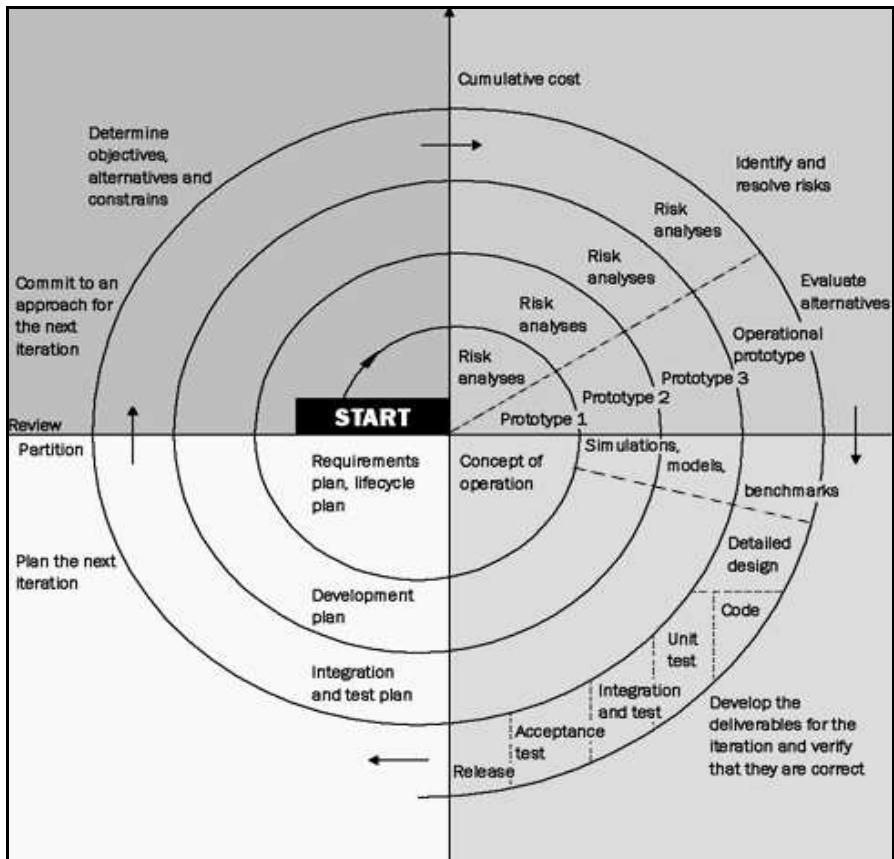 Cumulative cost
Determine
objectives,
alternatives and
constrains
Identify and
resolve risks
Risk
analyses
Risk
analyses
Risk
analyses
Risk
analyses
Commit to an
approach for
the next
iteration
Evaluate
alternatives
Operational
prototype
Prototype 3
Prototype 2
Prototype 1
START
Review
Partition
Requirements
plan, lifecycle
plan
Concept of
operation
Simulations,
models,
benchmarks
Plan the next
iteration
Detailed
design
Development
plan
Code
Unit
test
Integration
and test plan
Integration
and test
Acceptance
test
Release
Develop the
deliverables for the
iteration and verify
that they are correct